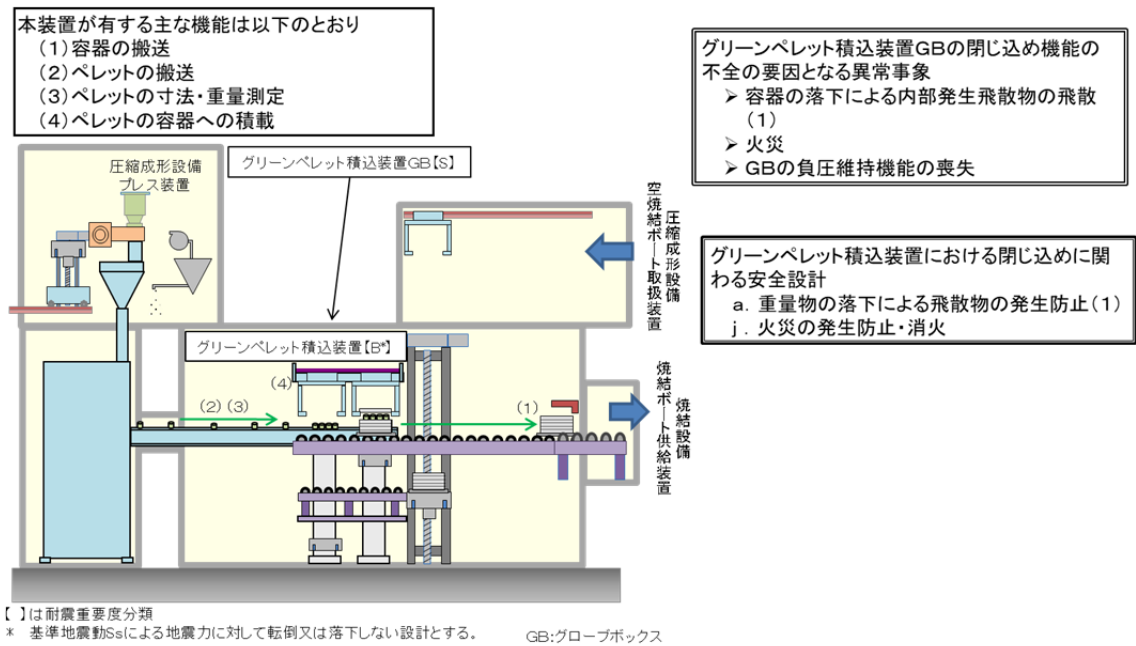 本装置が有する主な機能は以下のとおり
(1)容器の搬送
(2)ペレットの搬送
(3)ペレットの寸法・重量測定
(4)ペレットの容器への積載
グリーンペレット積込装置GBの閉じ込め機能の
不全の要因となる異常事象
➢ 容器の落下による内部発生飛散物の飛散
(1)
➢ 火災
➢ GBの負圧維持機能の喪失
圧縮成形設備
プレス装置
グリーンペレット積込装置GB【S】
圧縮成形設備
空焼結ボート取扱装置
グリーンペレット積込装置における閉じ込めに関
わる安全設計
a. 重量物の落下による飛散物の発生防止(1)
j. 火災の発生防止・消火
グリーンペレット積込装置【B*】
(4)
(2)(3)
(1)
焼結設備
焼結ボート供給装置
【 】は耐震重要度分類
* 基準地震動Ssによる地震力に対して転倒又は落下しない設計とする。
GB:グローブボックス